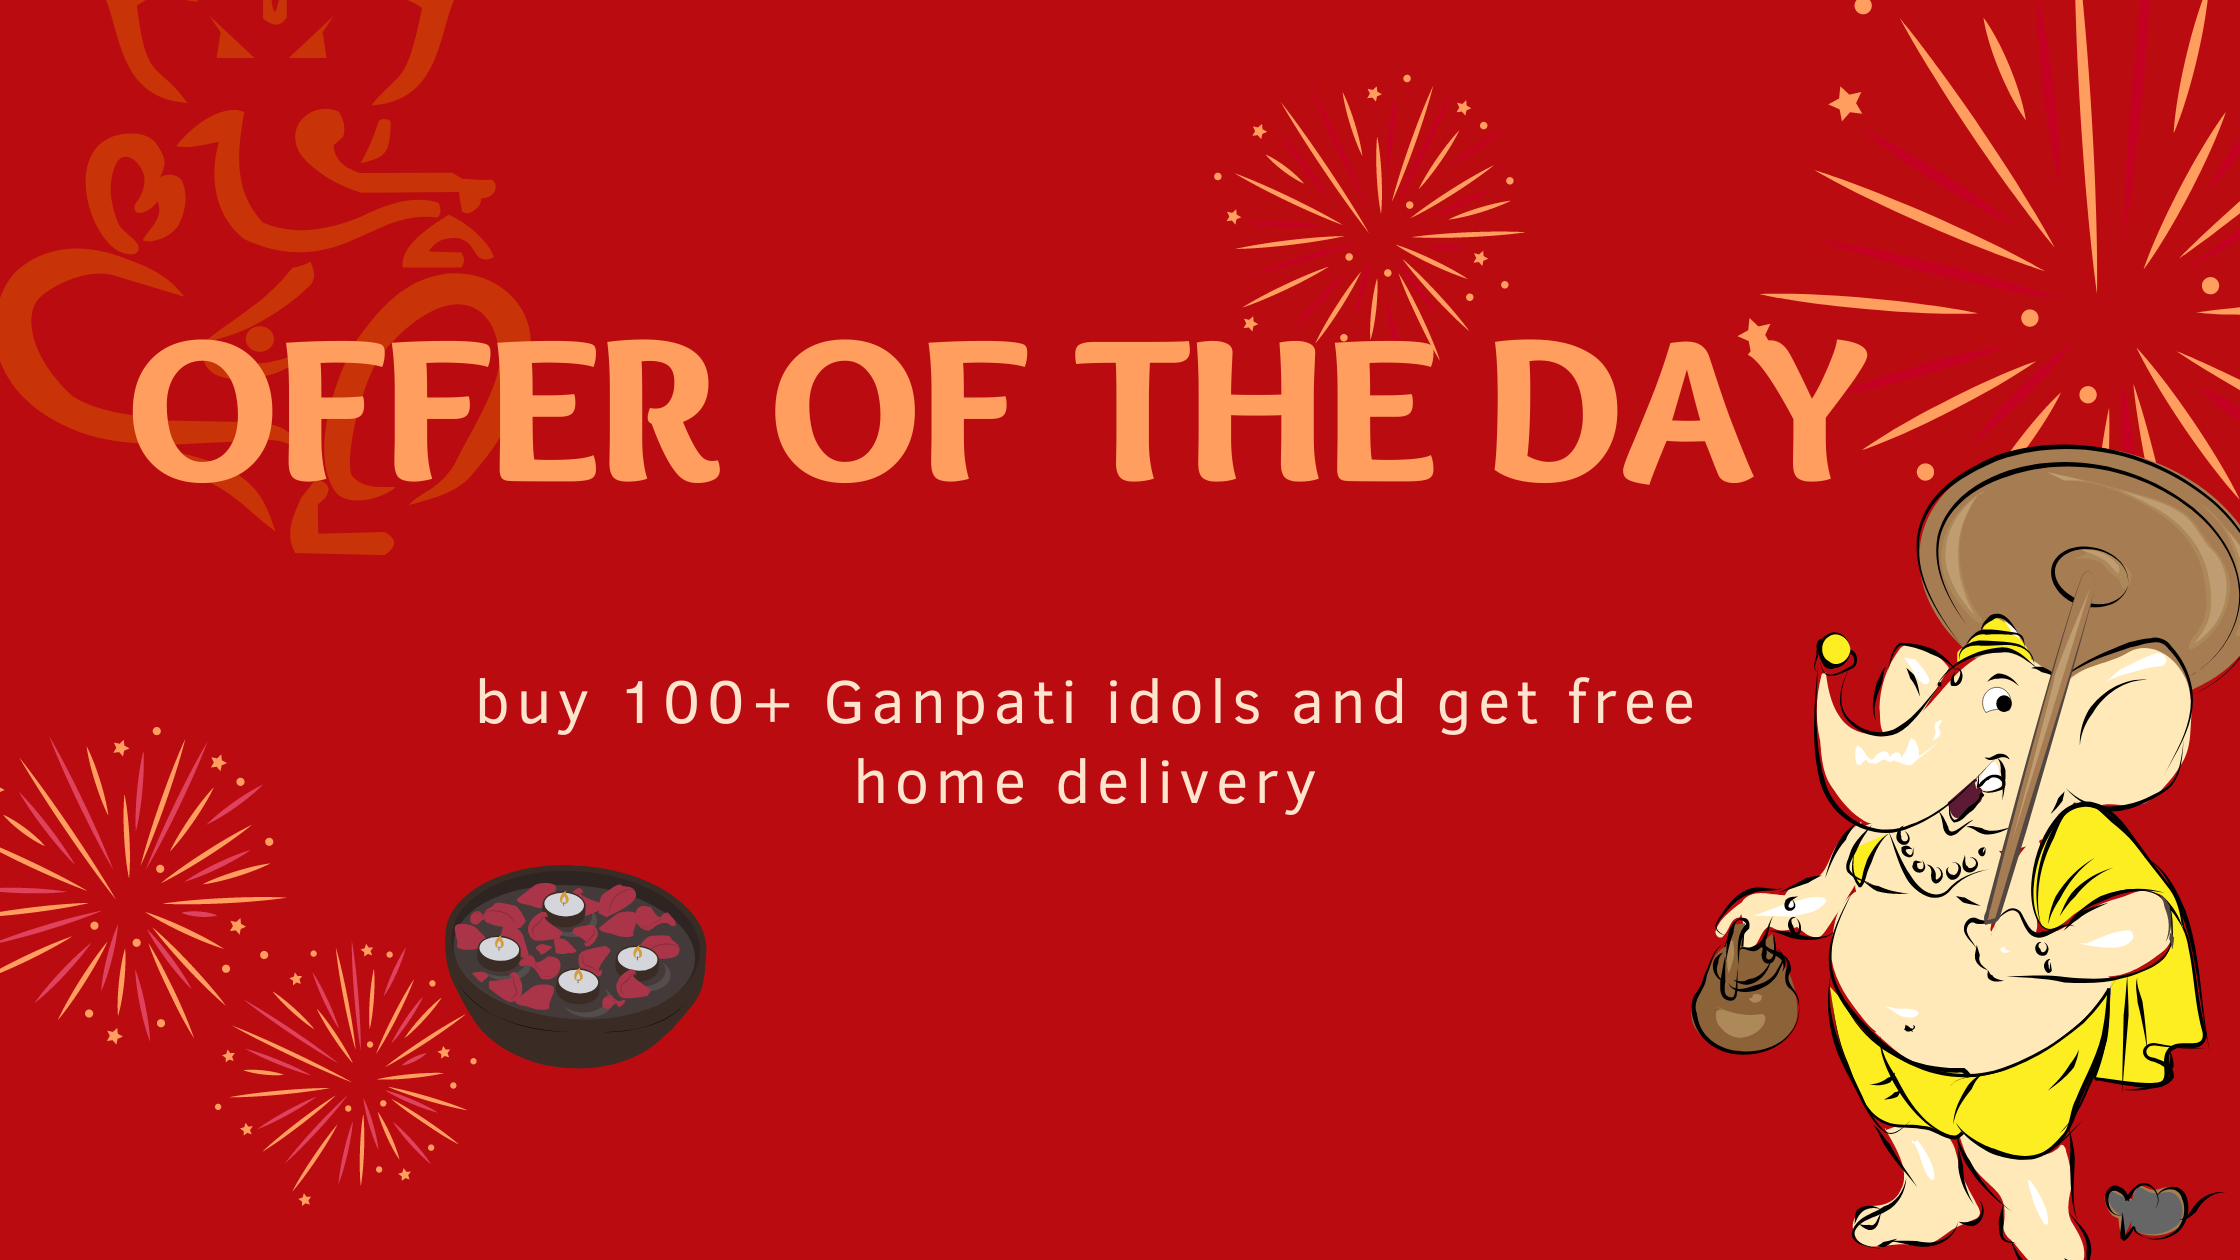 OFFER OF THE DAY
buy 100+ Ganpati idols and get free
home delivery